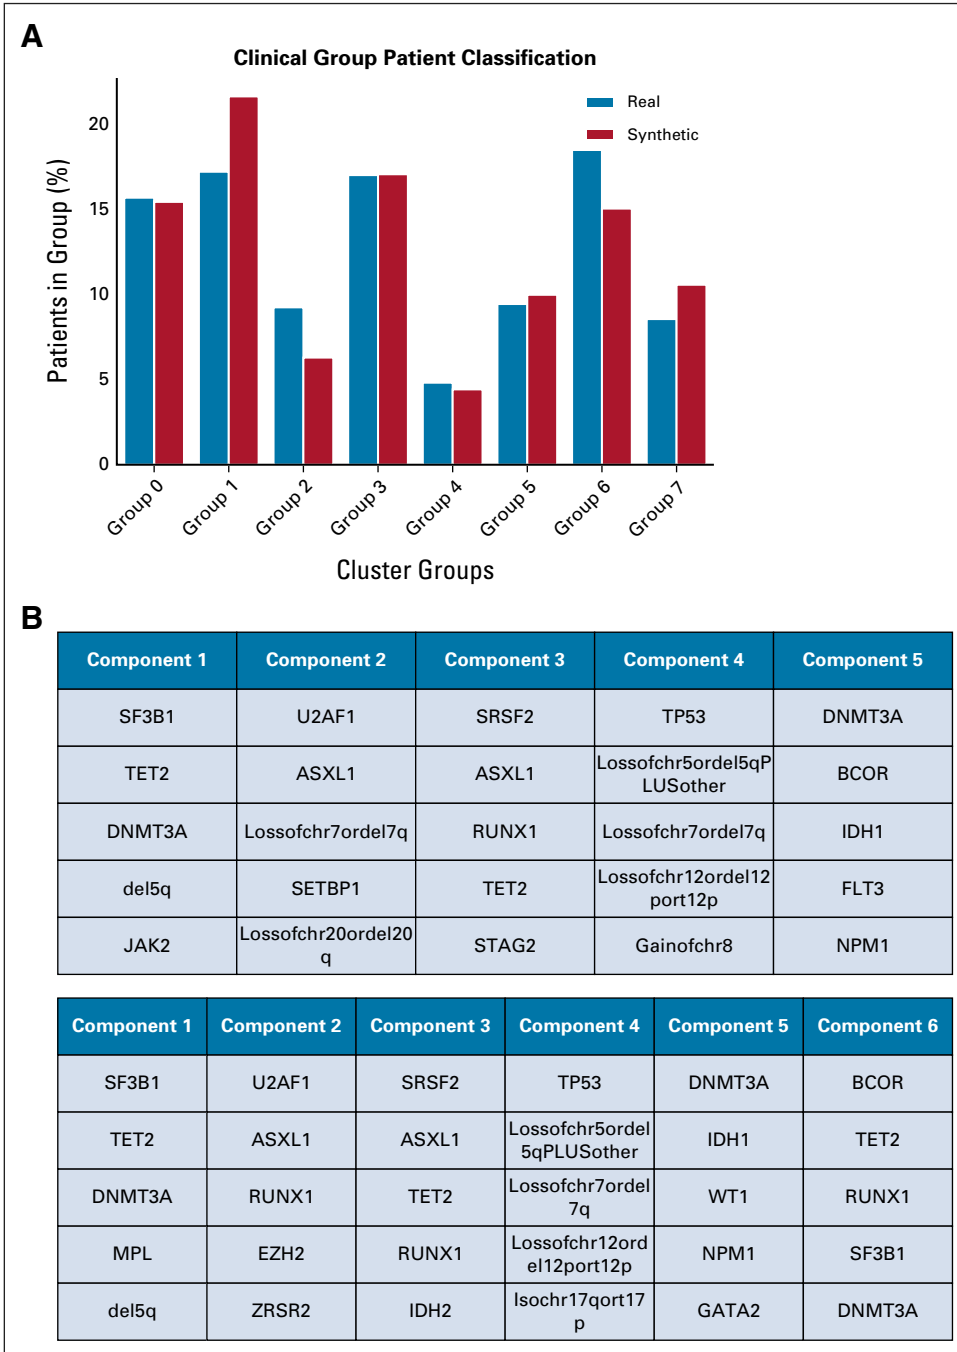 A
Clinical Group Patient Classification
Real
Synthetic
Patients in Group (%)
20
15
10
5
0
Group 0
Group 1
Group 2
Group 3
Group 4
Group 5
Group 6
Group 7
Cluster Groups
B
Component 1 Component 2 Component 3 Component 4 Component 5
SF3B1 U2AF1 SRSF2 TP53 DNMT3A
TET2 ASXL1 ASXL1 Lossofchr5ordel5qP
LUSother BCOR
DNMT3A Lossofchr7ordel7q RUNX1 Lossofchr7ordel7q IDH1
del5q SETBP1 TET2 Lossofchr12ordel12
port12p FLT3
JAK2 Lossofchr20ordel20
q STAG2 Gainofchr8 NPM1
Component 1 Component 2 Component 3 Component 4 Component 5 Component 6
SF3B1 U2AF1 SRSF2 TP53 DNMT3A BCOR
TET2 ASXL1 ASXL1 Lossofchr5ordel
5qPLUSother IDH1 TET2
DNMT3A RUNX1 TET2 Lossofchr7ordel
7q WT1 RUNX1
MPL EZH2 RUNX1 Lossofchr12ord
el12port12p NPM1 SF3B1
del5q ZRSR2 IDH2 Isochr17qort17
p GATA2 DNMT3A